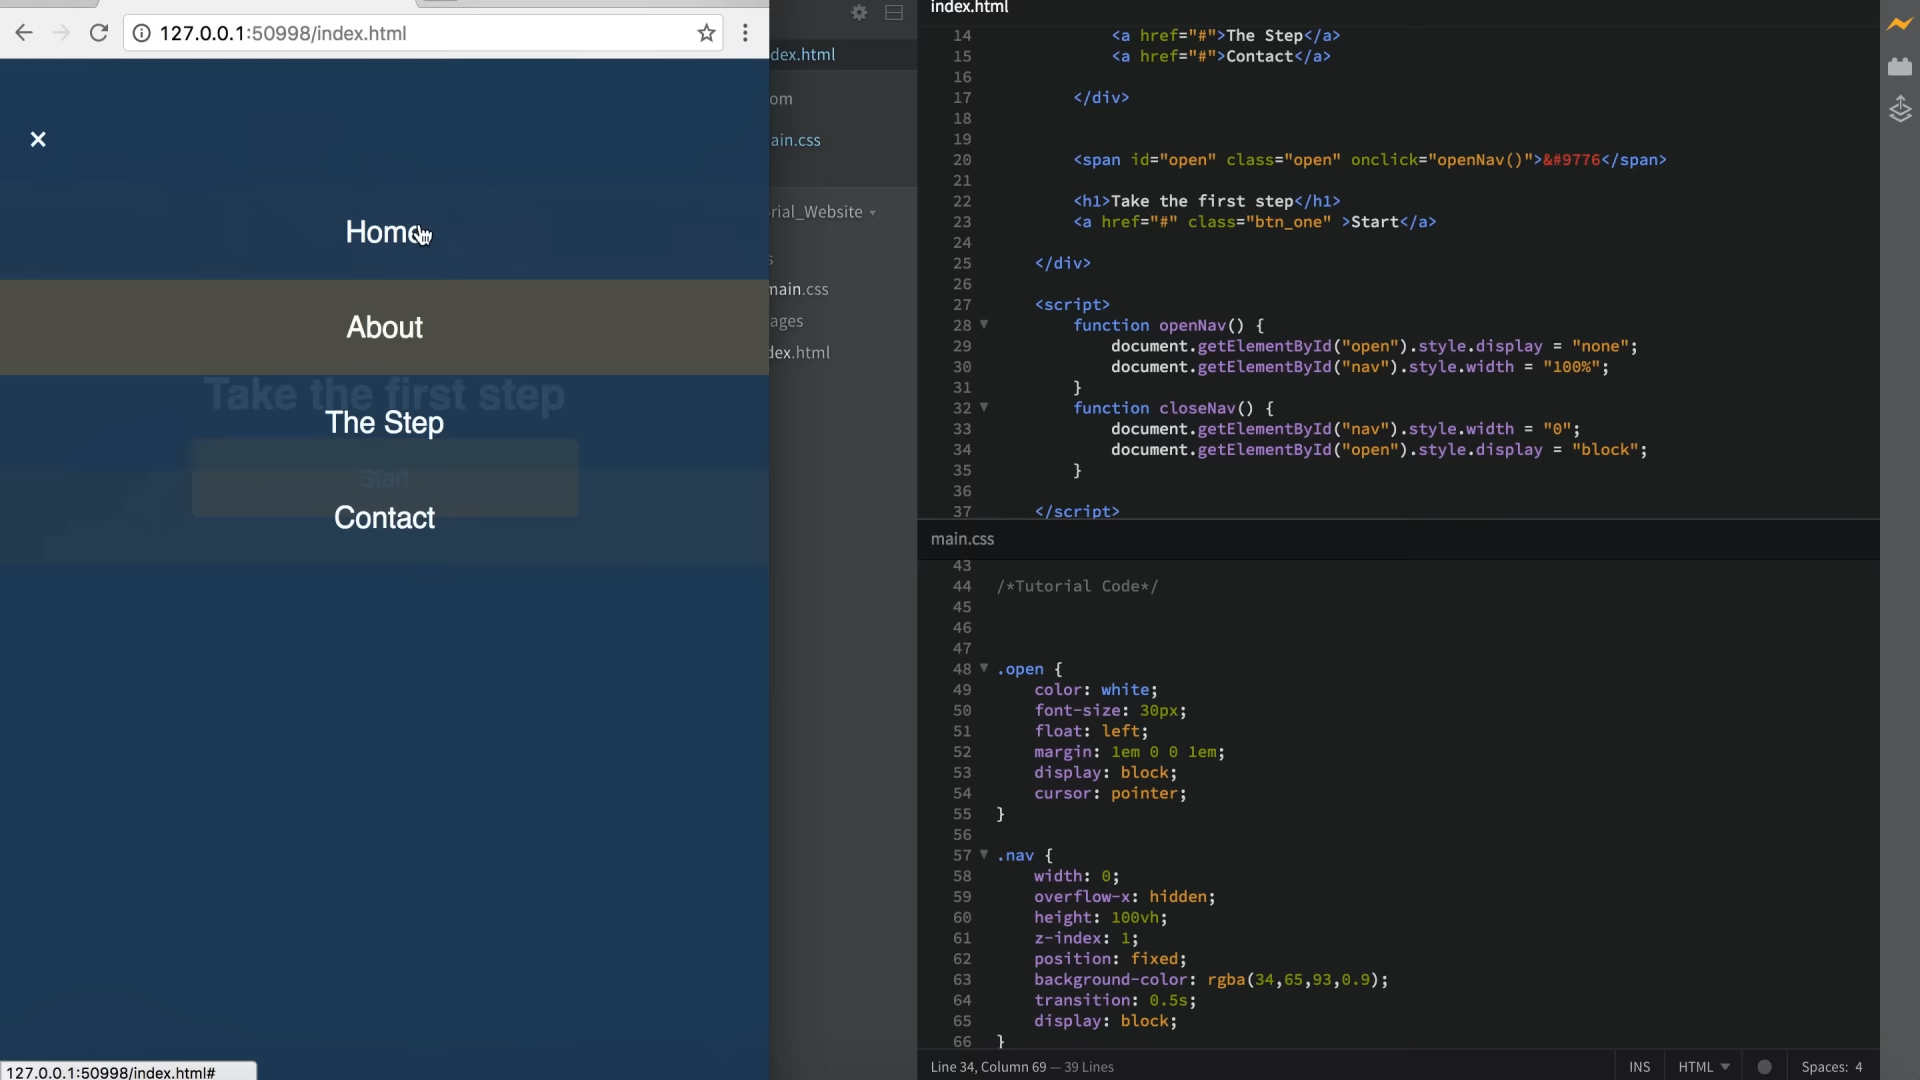 127.0.0.1:50998/index.html
×
Home
About
Take the first step
The Step
Start
Contact
127.0.0.1:50998/index.html#
dex.html
om
ain.css
rial_Website
s
main.css
ages
dex.html
index.html
14 <a href="#">The Step</a>
15 <a href="#">Contact</a>
16
17 </div>
18
19
20 <span id="open" class="open" onclick="openNav()">&#9776</span>
21
22 <h1>Take the first step</h1>
23 <a href="#" class="btn_one" >Start</a>
24
25 </div>
26
27 <script>
28 function openNav() {
29 document.getElementById("open").style.display = "none";
30 document.getElementById("nav").style.width = "100%";
31 }
32 function closeNav() {
33 document.getElementById("nav").style.width = "0";
34 document.getElementById("open").style.display = "block";
35 }
36
37 </script>
main.css
43
44 /*Tutorial Code*/
45
46
47
48 .open {
49 color: white;
50 font-size: 30px;
51 float: left;
52 margin: 1em 0 0 1em;
53 display: block;
54 cursor: pointer;
55 }
56
57 .nav {
58 width: 0;
59 overflow-x: hidden;
60 height: 100vh;
61 z-index: 1;
62 position: fixed;
63 background-color: rgba(34,65,93,0.9);
64 transition: 0.5s;
65 display: block;
66 }
Line 34, Column 69 — 39 Lines
INS HTML Spaces: 4